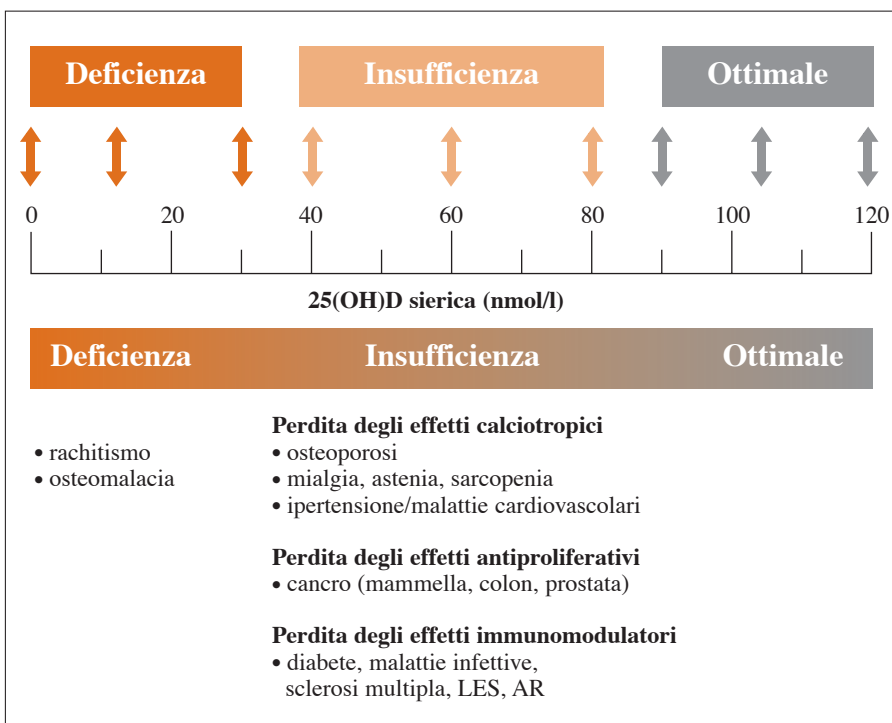 Deficienza Insufficienza Ottimale
0 20 40 60 80 100 120
25(OH)D sierica (nmol/l)
Deficienza Insufficienza Ottimale
• rachitismo
• osteomalacia
Perdita degli effetti calciotropici
• osteoporosi
• mialgia, astenia, sarcopenia
• ipertensione/malattie cardiovascolari
Perdita degli effetti antiproliferativi
• cancro (mammella, colon, prostata)
Perdita degli effetti immunomodulatori
• diabete, malattie infettive,
sclerosi multipla, LES, AR